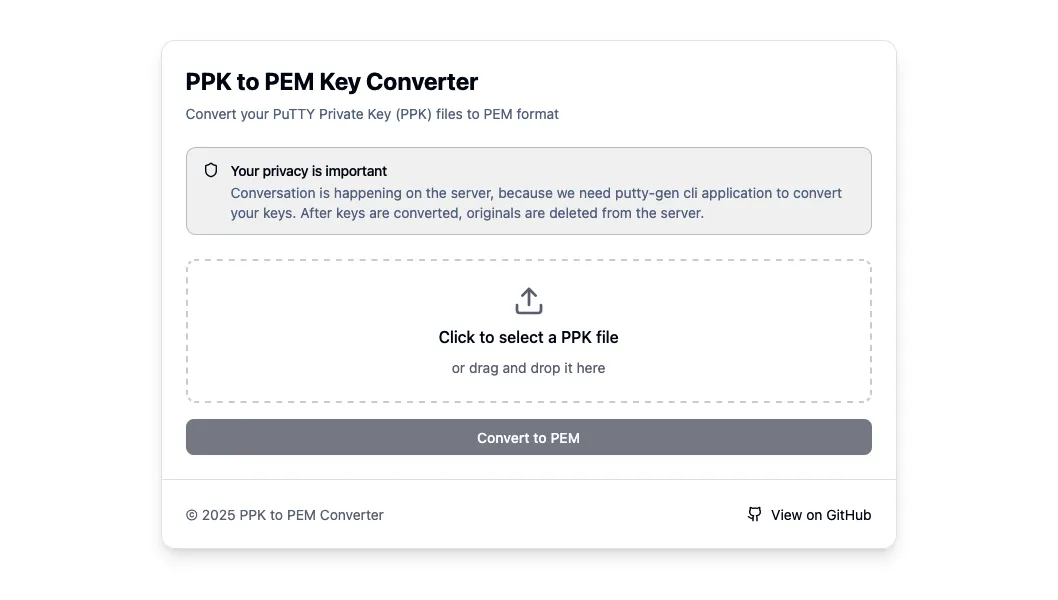 PPK to PEM Key Converter
Convert your PuTTY Private Key (PPK) files to PEM format
Your privacy is important
Conversation is happening on the server, because we need putty-gen cli application to convert
your keys. After keys are converted, originals are deleted from the server.
Click to select a PPK file
or drag and drop it here
Convert to PEM
© 2025 PPK to PEM Converter
View on GitHub